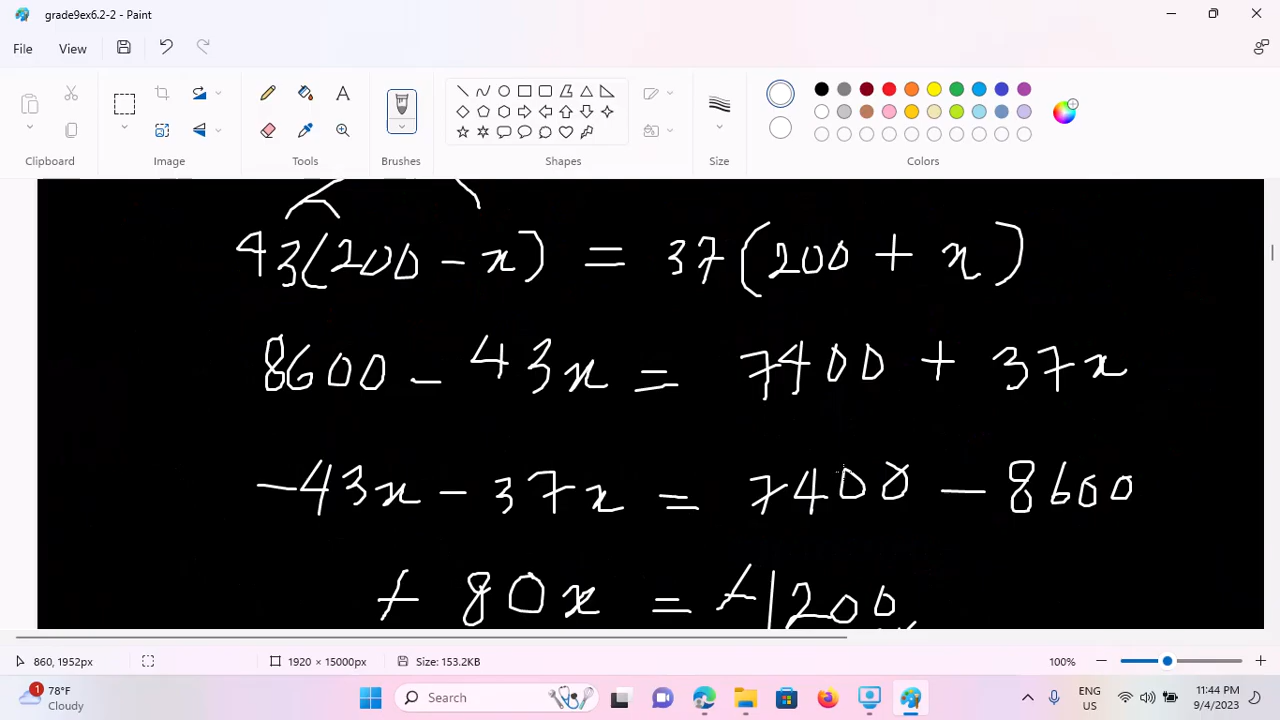 grade9ex6.2-2 - Paint
File View
Clipboard Image Tools Brushes Shapes Size Colors
43(200 - x) = 37(200 + x)
8600 - 43x = 7400 + 37x
-43x - 37x = 7400 - 8600
+ 80x = +1200
860, 1952px 1920 × 15000px Size: 153.2KB 100%
1 78°F Cloudy Search ENG US 11:44 PM 9/4/2023